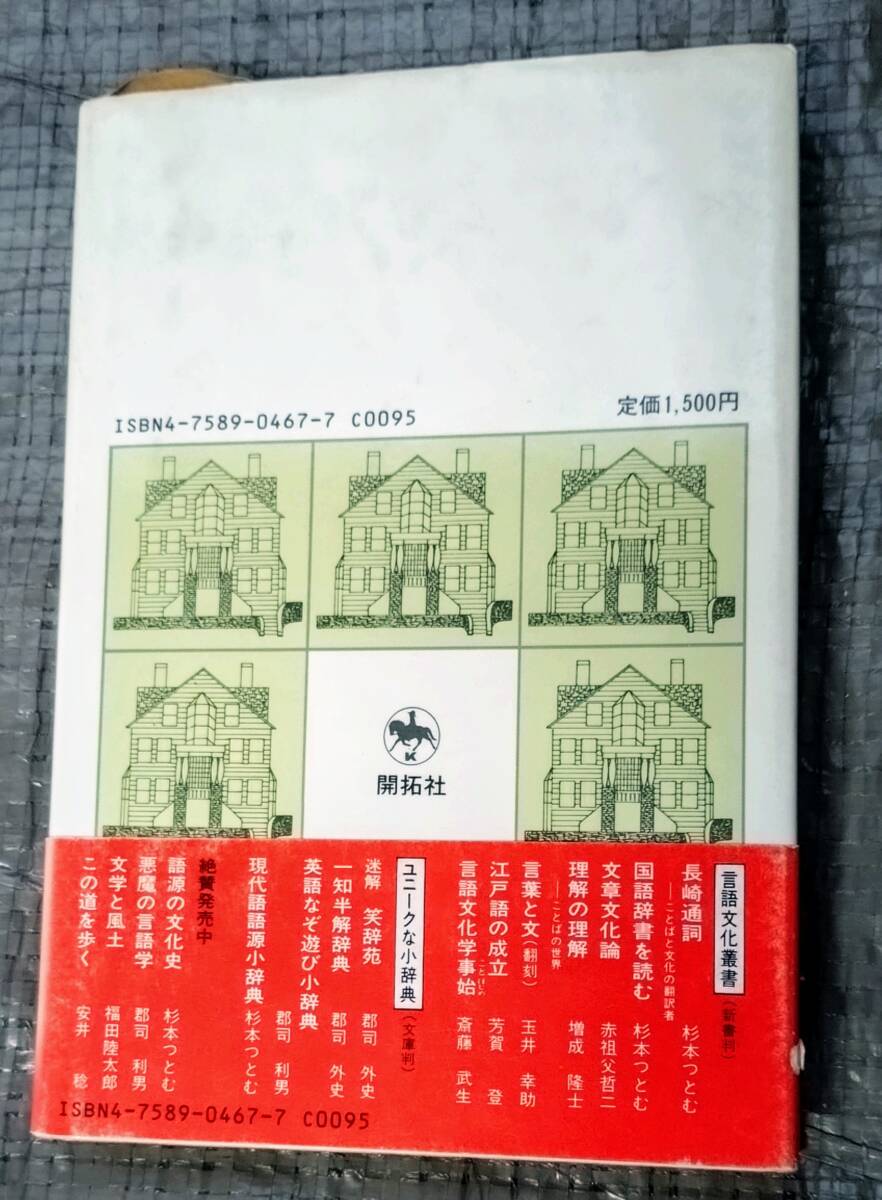 ISBN4-7589-0467-7 C0095
定価1,500円
K
開拓社
言語文化叢書(新書判)
長崎通詞 杉本つとむ
──ことばと文化の翻訳者
国語辞書を読む 杉本つとむ
文章文化論 赤祖父哲二
理解の理解 増成 隆士
──ことばの世界
言葉と文(翻刻) 玉井 幸助
江戸語の成立 芳賀 登
ことはじめ
言語文化学事始 斎藤 武生
ユニークな小辞典(文庫判)
迷解 笑辞苑 郡司 外史
一知半解辞典 郡司 外史
英語なぞ遊び小辞典 郡司 利男
現代語語源小辞典 杉本つとむ
絶賛発売中
語源の文化史 杉本つとむ
悪魔の言語学 郡司 利男
文学と風土 福田陸太郎
この道を歩く 安井 稔
ISBN4-7589-0467-7 C0095